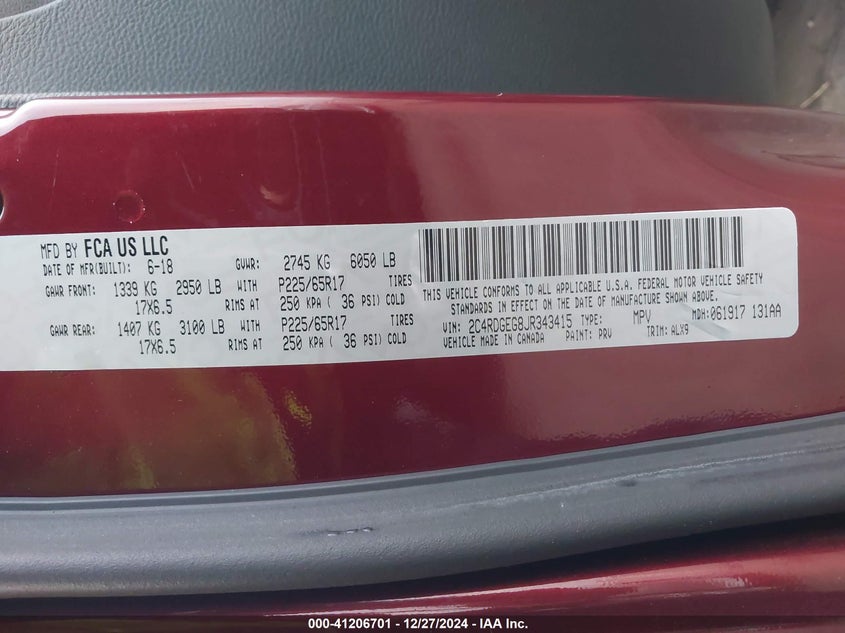 MFD BY FCA US LLC
DATE OF MFR(BUILT): 6-18 GVWR: 2745 KG 6050 LB
GAWR FRONT: 1339 KG 2950 LB WITH P225/65R17 TIRES
17X6.5 RIMS AT 250 KPA ( 36 PSI) COLD
GAWR REAR: 1407 KG 3100 LB WITH P225/65R17 TIRES
17X6.5 RIMS AT 250 KPA ( 36 PSI) COLD
THIS VEHICLE CONFORMS TO ALL APPLICABLE U.S.A. FEDERAL MOTOR VEHICLE SAFETY
STANDARDS IN EFFECT ON THE DATE OF MANUFACTURE SHOWN ABOVE.
VIN: 2C4RDGEG8JR343415 TYPE: MPV MDH: 061917 131AA
VEHICLE MADE IN CANADA PAINT: PRV TRIM: ALX9
000-41206701 - 12/27/2024 - IAA Inc.